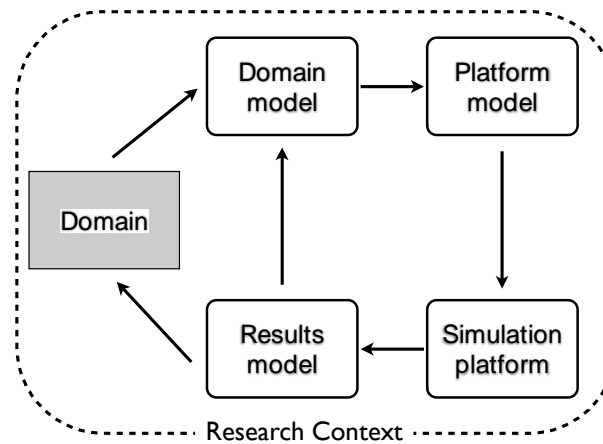 Domain
model
Platform
model
Domain
Results
model
Simulation
platform
Research Context